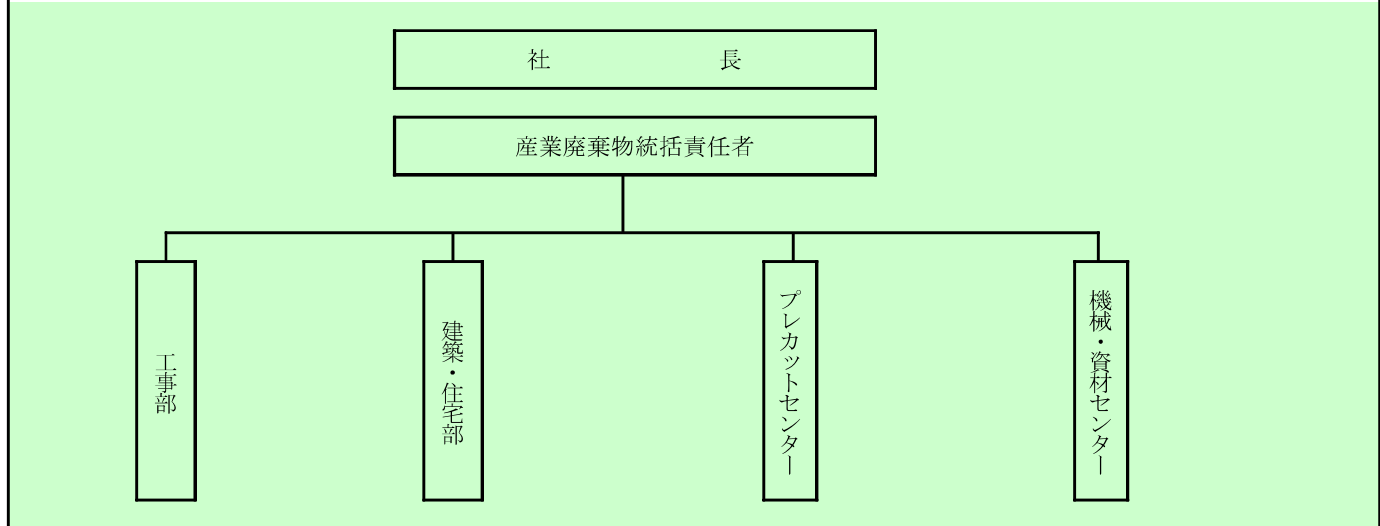 社　　　長
産業廃棄物統括責任者
工事部
建築・住宅部
プレカットセンター
機械・資材センター